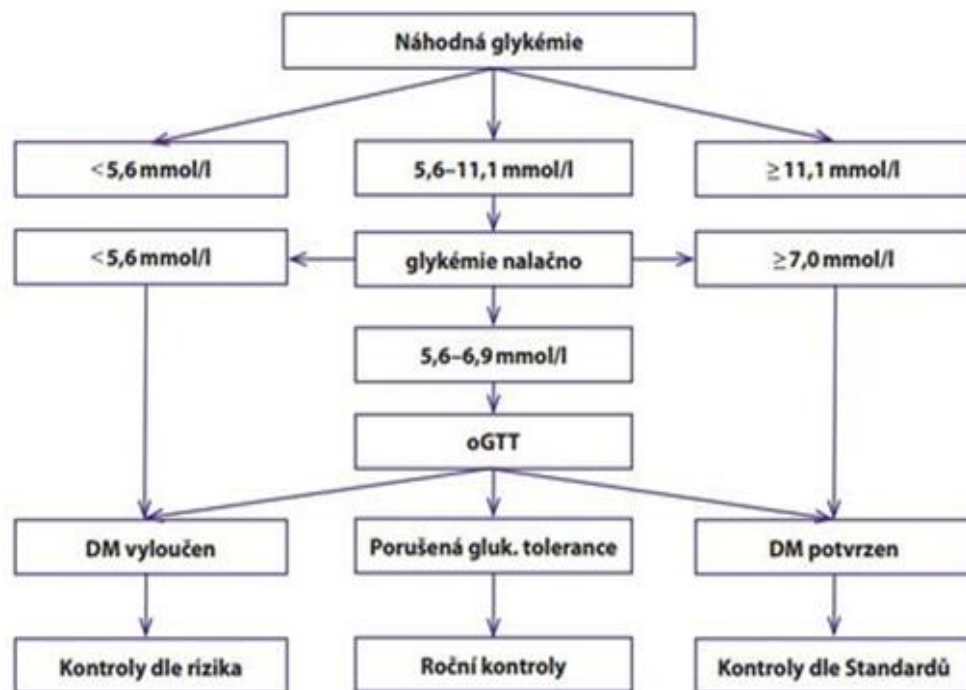 Náhodná glykémie
< 5,6 mmol/l
5,6–11,1 mmol/l
≥ 11,1 mmol/l
< 5,6 mmol/l
glykémie nalačno
≥ 7,0 mmol/l
5,6–6,9 mmol/l
oGTT
DM vyloučen
Porušená gluk. tolerance
DM potvrzen
Kontroly dle rizika
Roční kontroly
Kontroly dle Standardů